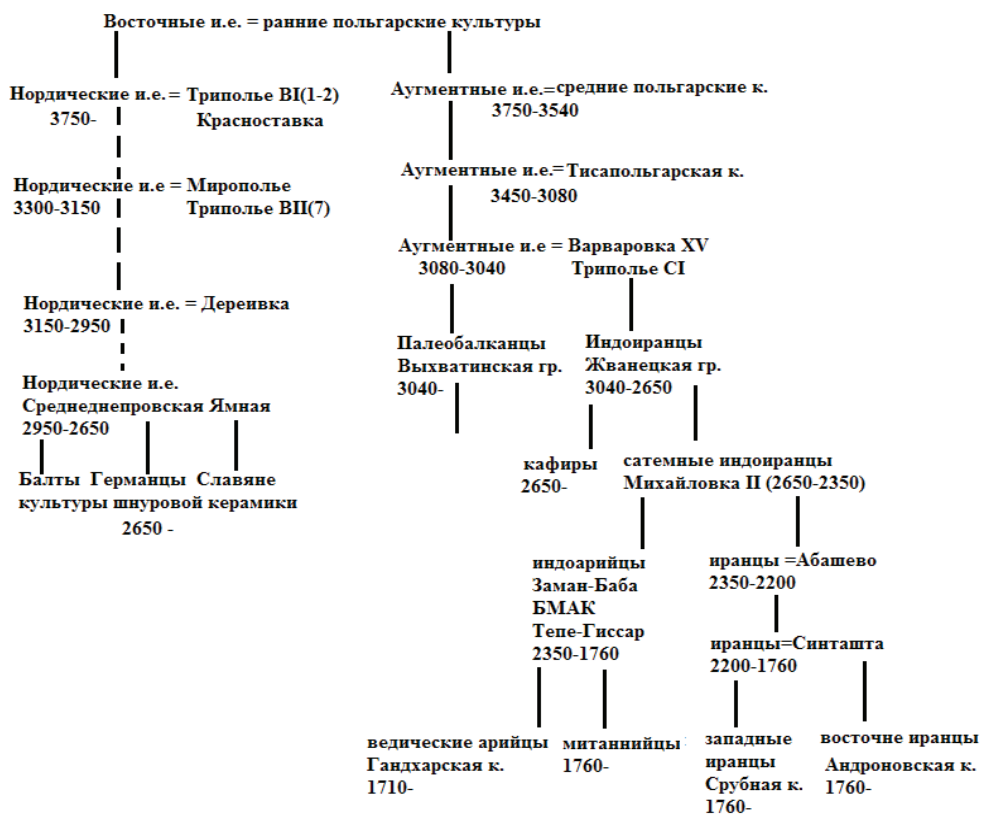 Восточные и.е. = ранние польгарские культуры
Нордические и.е. = Триполье BI(1-2)
3750- Красноставка
Аугментные и.е.=средние польгарские к.
3750-3540
Нордические и.е = Мирополье
3300-3150 Триполье BII(7)
Аугментные и.е.= Тисапольгарская к.
3450-3080
Аугментные и.е = Варваровка XV
3080-3040 Триполье CI
Нордические и.е. = Дереивка
3150-2950
Палеобалканцы
Выхватинская гр.
3040-
Индоиранцы
Жванецкая гр.
3040-2650
Нордические и.е.
Среднеднепровская Ямная
2950-2650
Балты Германцы Славяне
культуры шнуровой керамики
2650 -
кафиры
2650-
сатемные индоиранцы
Михайловка II (2650-2350)
индоарийцы
Заман-Баба
БМАК
Тепе-Гиссар
2350-1760
иранцы =Абашево
2350-2200
иранцы=Синташта
2200-1760
ведические арийцы
Гандхарская к.
1710-
митаннийцы
1760-
западные
иранцы
Срубная к.
1760-
восточне иранцы
Андроновская к.
1760-